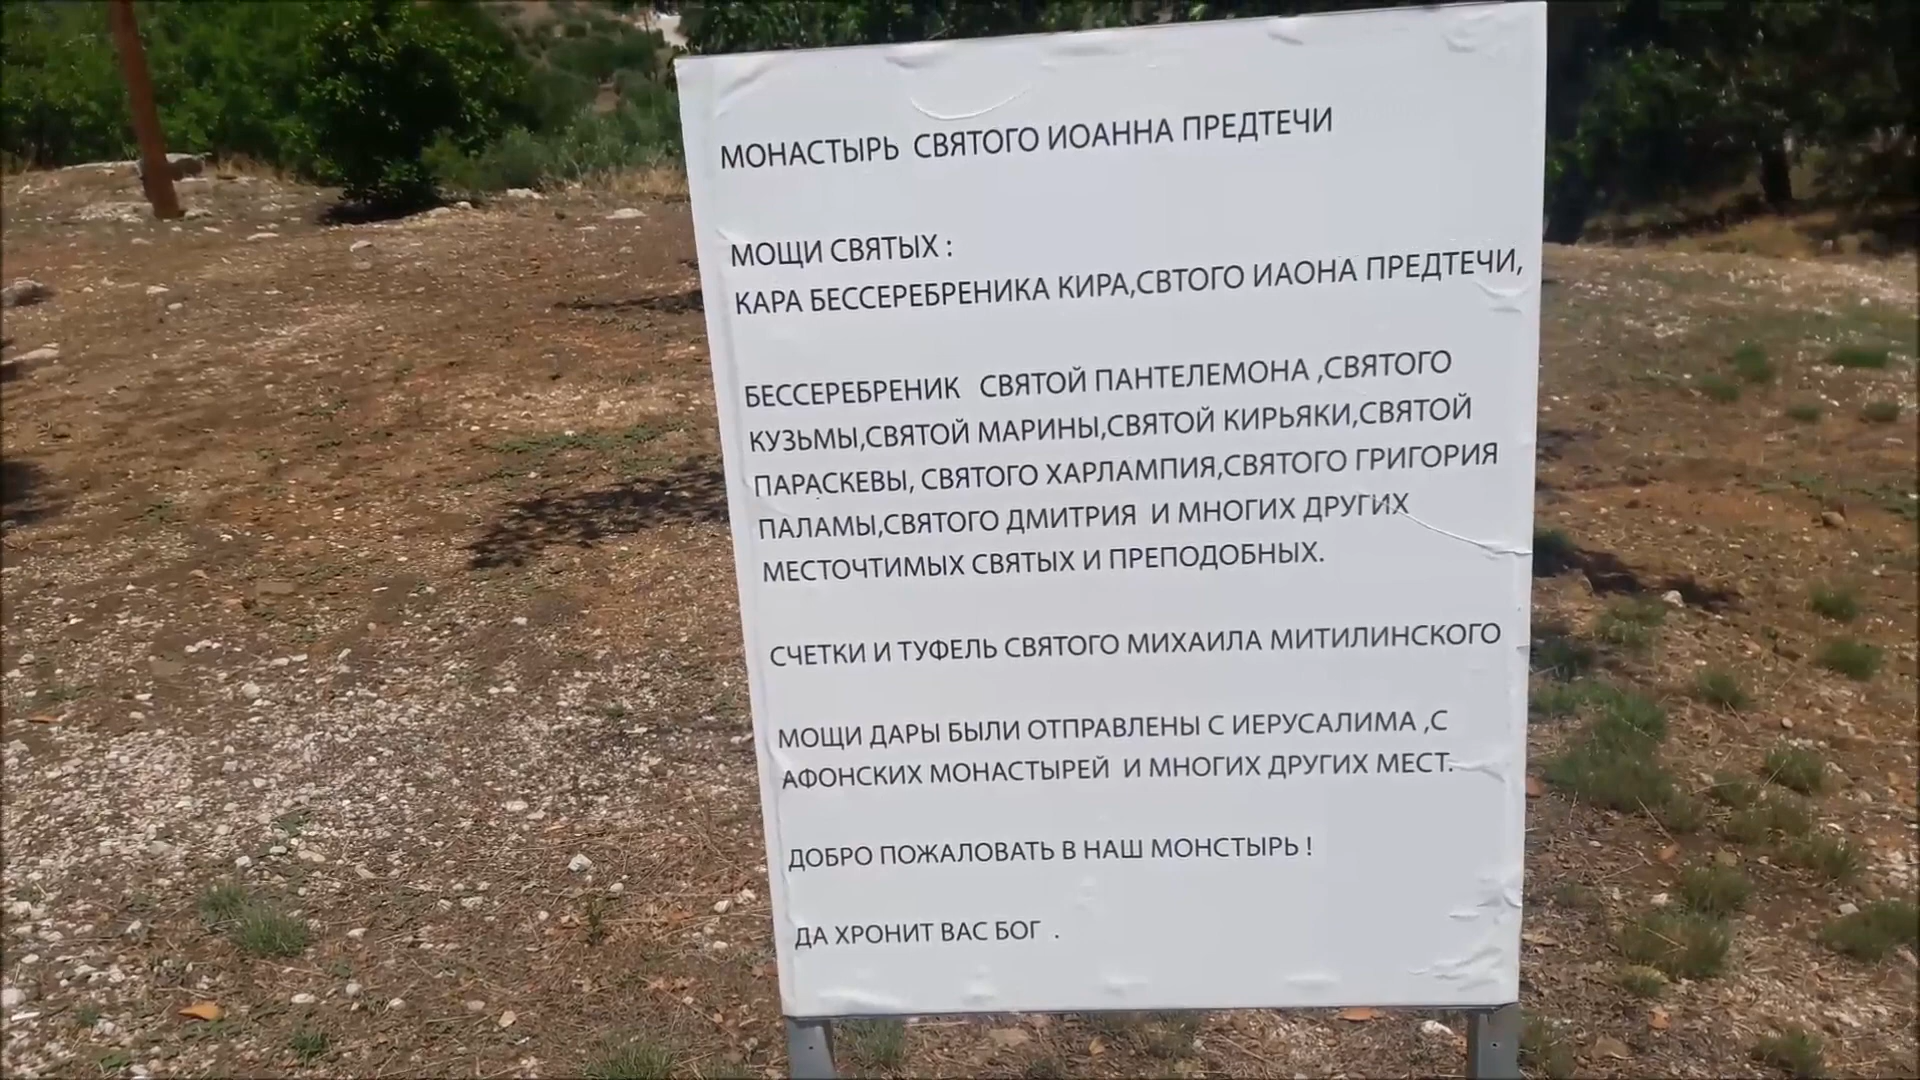 МОНАСТЫРЬ СВЯТОГО ИОАННА ПРЕДТЕЧИ
МОЩИ СВЯТЫХ :
КАРА БЕССЕРЕБРЕНИКА КИРА,СВТОГО ИАОНА ПРЕДТЕЧИ,
БЕССЕРЕБРЕНИК СВЯТОЙ ПАНТЕЛЕМОНА ,СВЯТОГО
КУЗЬМЫ,СВЯТОЙ МАРИНЫ,СВЯТОЙ КИРЬЯКИ,СВЯТОЙ
ПАРАСКЕВЫ, СВЯТОГО ХАРЛАМПИЯ,СВЯТОГО ГРИГОРИЯ
ПАЛАМЫ,СВЯТОГО ДМИТРИЯ И МНОГИХ ДРУГИХ
МЕСТОЧТИМЫХ СВЯТЫХ И ПРЕПОДОБНЫХ.
СЧЕТКИ И ТУФЕЛЬ СВЯТОГО МИХАИЛА МИТИЛИНСКОГО
МОЩИ ДАРЫ БЫЛИ ОТПРАВЛЕНЫ С ИЕРУСАЛИМА ,С
АФОНСКИХ МОНАСТЫРЕЙ И МНОГИХ ДРУГИХ МЕСТ.
ДОБРО ПОЖАЛОВАТЬ В НАШ МОНСТЫРЬ !
ДА ХРОНИТ ВАС БОГ .